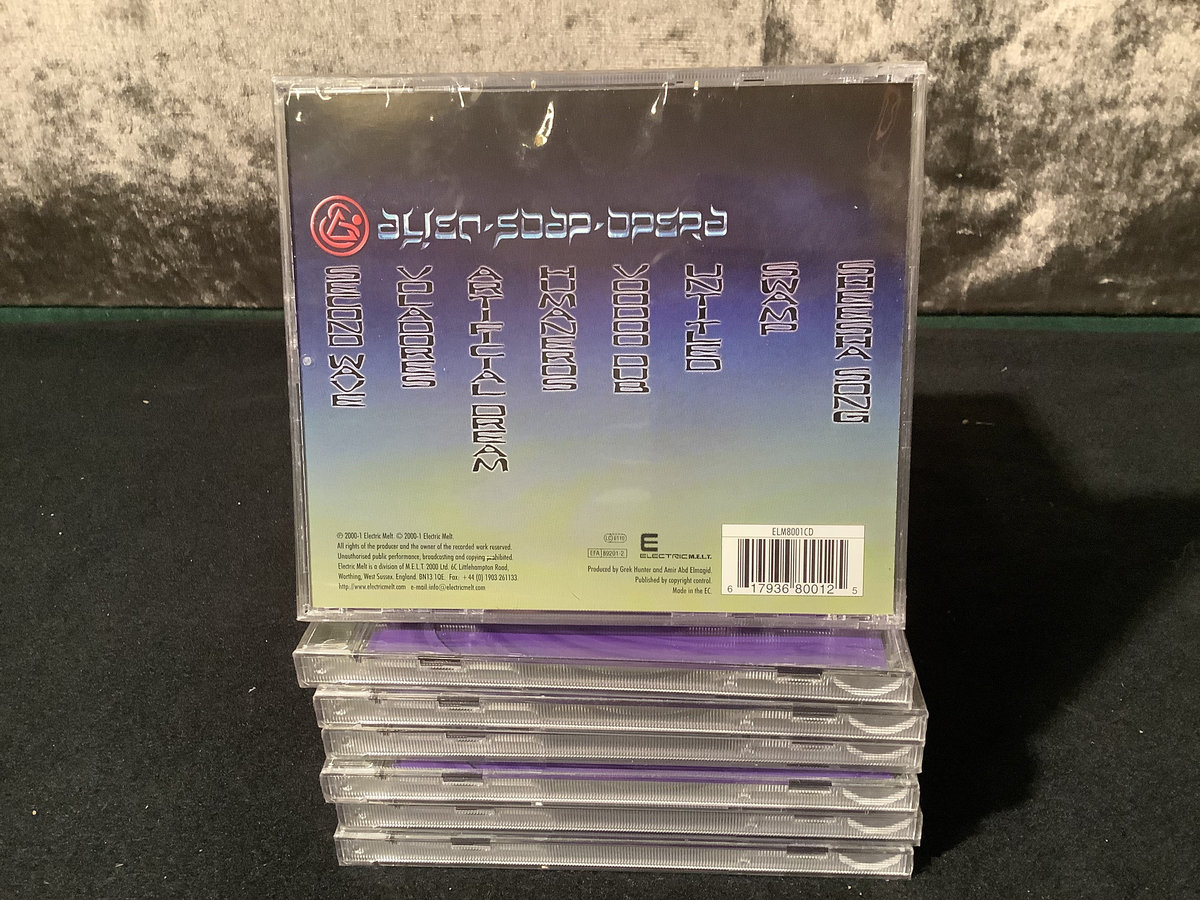 ALIEN·SOAP·OPERA
SECOND WAVE
VOLADORES
ARTIFICIAL DREAM
HUMANERDS
VOODOO DUB
UNTITLED
SWAMP
SHEESHA SONG
℗ 2000-1 Electric Melt. © 2000-1 Electric Melt.
All rights of the producer and the owner of the recorded work reserved.
Unauthorised public performance, broadcasting and copying prohibited.
Electric Melt is a division of M.E.L.T. 2000 Ltd. 6C Littlehampton Road,
Worthing, West Sussex. England. BN13 1QE. Fax: +44 (0) 1903 261133.
http://www.electricmelt.com e-mail:info@electricmelt.com
EFA 89201-2
ELECTRIC M.E.L.T.
Produced by Grek Hunter and Amir Abd Elmagid.
Published by copyright control.
Made in the EC.
ELM8001CD
6 17936 80012 5